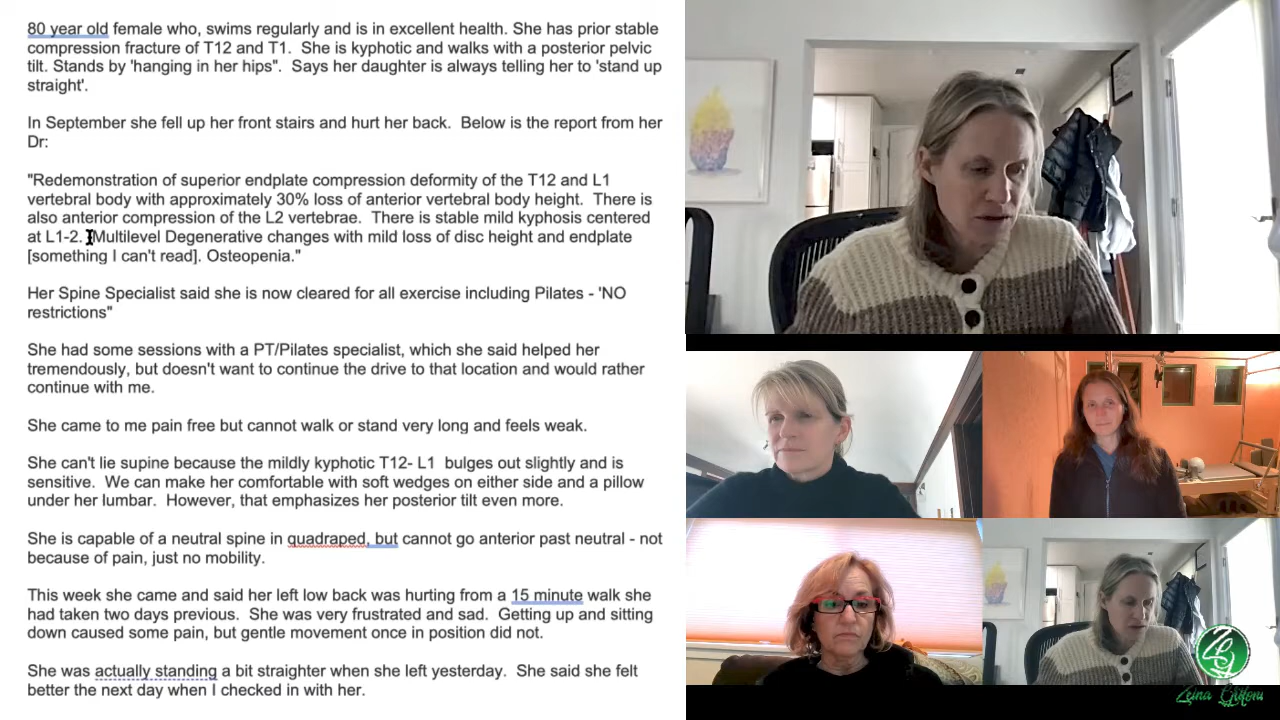 80 year old female who, swims regularly and is in excellent health. She has prior stable
compression fracture of T12 and T1.  She is kyphotic and walks with a posterior pelvic
tilt. Stands by 'hanging in her hips".  Says her daughter is always telling her to 'stand up
straight'.
In September she fell up her front stairs and hurt her back.  Below is the report from her
Dr:
"Redemonstration of superior endplate compression deformity of the T12 and L1
vertebral body with approximately 30% loss of anterior vertebral body height.  There is
also anterior compression of the L2 vertebrae.  There is stable mild kyphosis centered
at L1-2.  Multilevel Degenerative changes with mild loss of disc height and endplate
[something I can't read]. Osteopenia."
Her Spine Specialist said she is now cleared for all exercise including Pilates - 'NO
restrictions"
She had some sessions with a PT/Pilates specialist, which she said helped her
tremendously, but doesn't want to continue the drive to that location and would rather
continue with me.
She came to me pain free but cannot walk or stand very long and feels weak.
She can't lie supine because the mildly kyphotic T12- L1  bulges out slightly and is
sensitive.  We can make her comfortable with soft wedges on either side and a pillow
under her lumbar.  However, that emphasizes her posterior tilt even more.
She is capable of a neutral spine in quadraped, but cannot go anterior past neutral - not
because of pain, just no mobility.
This week she came and said her left low back was hurting from a 15 minute walk she
had taken two days previous.  She was very frustrated and sad.  Getting up and sitting
down caused some pain, but gentle movement once in position did not.
She was actually standing a bit straighter when she left yesterday.  She said she felt
better the next day when I checked in with her.